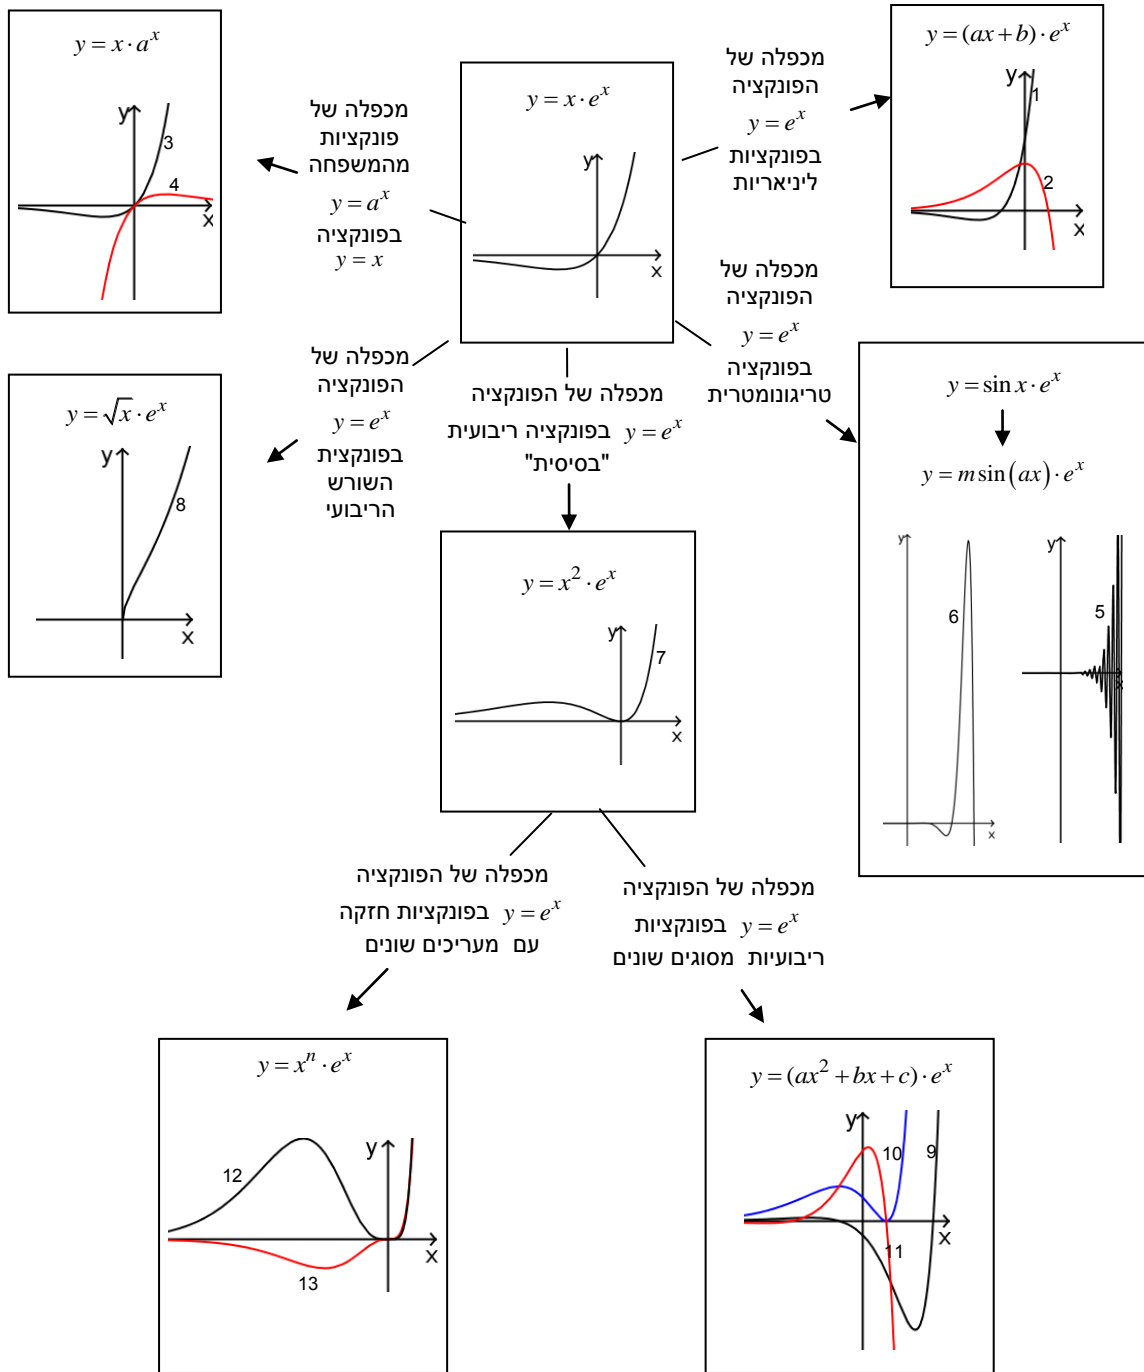 y = x · a^x
y
3
4
x
מכפלה של
פונקציות
מהמשפחה
y = a^x
בפונקציה
y = x
y = x · e^x
y
x
מכפלה של
הפונקציה
y = e^x
בפונקציות
ליניאריות
y = (ax + b) · e^x
y
1
2
x
מכפלה של
הפונקציה
y = e^x
בפונקציה
טריגונומטרית
y = sin x · e^x
y = m sin(ax) · e^x
y
6
x
y
5
x
מכפלה של
הפונקציה
y = e^x
בפונקצית
השורש
הריבועי
y = √x · e^x
y
8
x
מכפלה של הפונקציה
y = e^x בפונקציה ריבועית
"בסיסית"
y = x^2 · e^x
y
7
x
מכפלה של הפונקציה
y = e^x בפונקציות חזקה
עם מעריכים שונים
מכפלה של הפונקציה
y = e^x בפונקציות
ריבועיות מסוגים שונים
y = x^n · e^x
y
12
x
13
y = (ax^2 + bx + c) · e^x
y
10
9
x
11